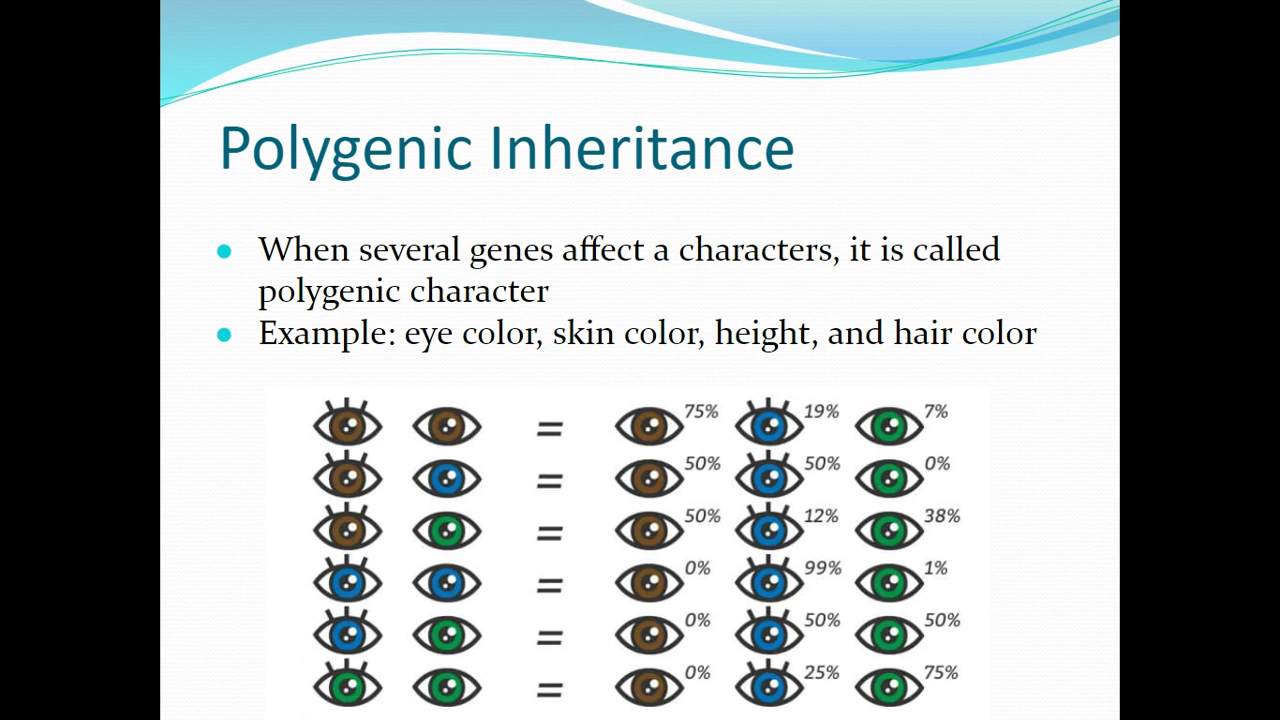 Polygenic Inheritance
When several genes affect a characters, it is called
polygenic character
Example: eye color, skin color, height, and hair color
= 75% 19% 7%
= 50% 50% 0%
= 50% 12% 38%
= 0% 99% 1%
= 0% 50% 50%
= 0% 25% 75%